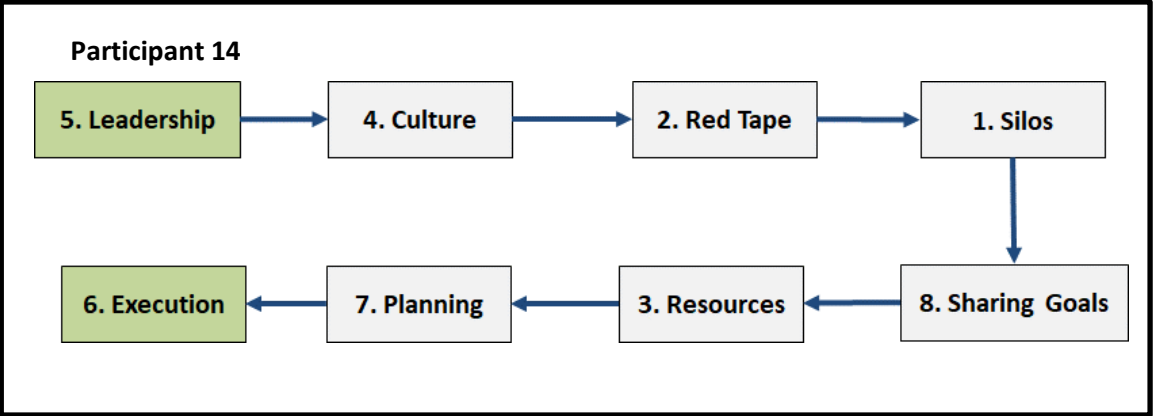 Participant 14
5. Leadership
4. Culture
2. Red Tape
1. Silos
6. Execution
7. Planning
3. Resources
8. Sharing Goals